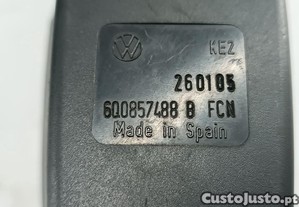 KEZ
260105
6Q0857488 B FCN
Made in Spain
CustoJusto.pt